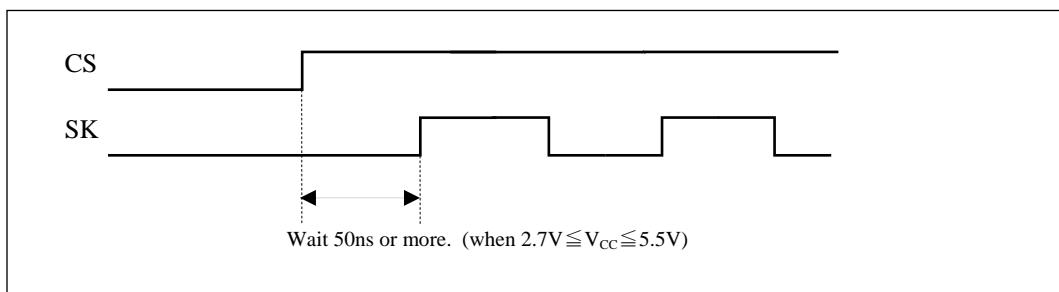 CS
SK
Wait 50ns or more. (when 2.7V≦VCC≦5.5V)